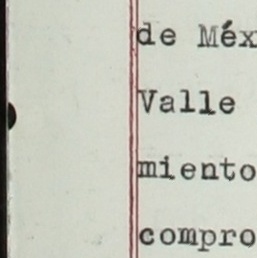 de Méx
Valle
miento
compro